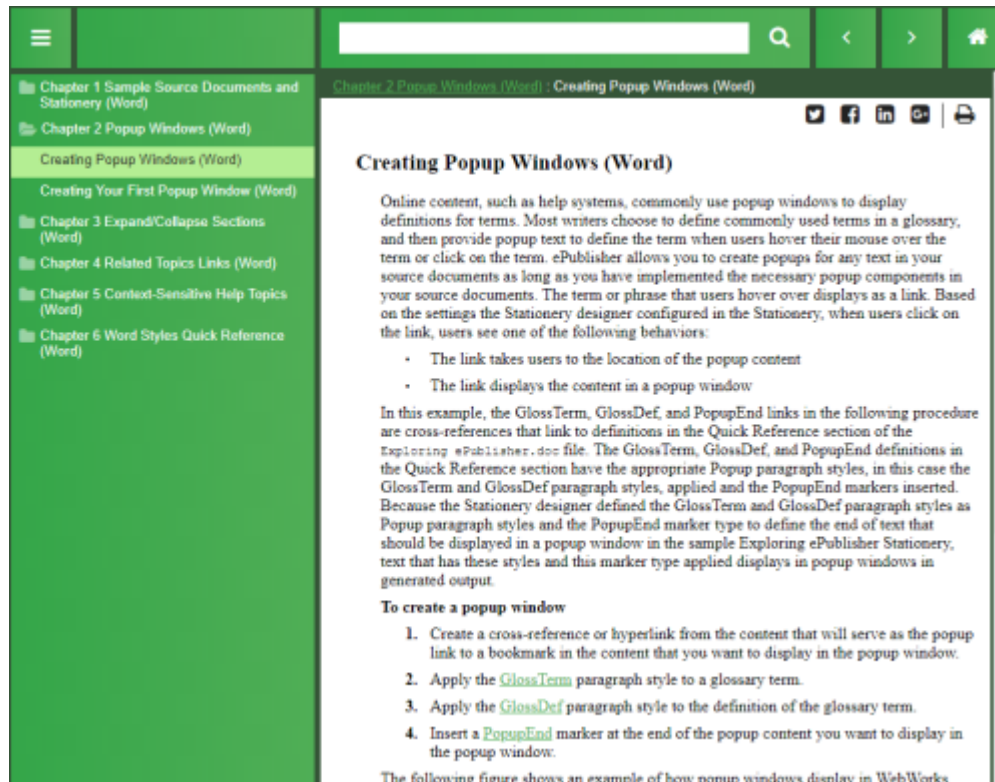 Chapter 1 Sample Source Documents and
Stationery (Word)
Chapter 2 Popup Windows (Word)
Creating Popup Windows (Word)
Creating Your First Popup Window (Word)
Chapter 3 Expand/Collapse Sections
(Word)
Chapter 4 Related Topics Links (Word)
Chapter 5 Context-Sensitive Help Topics
(Word)
Chapter 6 Word Styles Quick Reference
(Word)
Chapter 2 Popup Windows (Word) : Creating Popup Windows (Word)
Creating Popup Windows (Word)
Online content, such as help systems, commonly use popup windows to display
definitions for terms. Most writers choose to define commonly used terms in a glossary,
and then provide popup text to define the term when users hover their mouse over the
term or click on the term. ePublisher allows you to create popups for any text in your
source documents as long as you have implemented the necessary popup components in
your source documents. The term or phrase that users hover over displays as a link. Based
on the settings the Stationery designer configured in the Stationery, when users click on
the link, users see one of the following behaviors:
• The link takes users to the location of the popup content
• The link displays the content in a popup window
In this example, the GlossTerm, GlossDef, and PopupEnd links in the following procedure
are cross-references that link to definitions in the Quick Reference section of the
Exploring ePublisher.doc file. The GlossTerm, GlossDef, and PopupEnd definitions in
the Quick Reference section have the appropriate Popup paragraph styles, in this case the
GlossTerm and GlossDef paragraph styles, applied and the PopupEnd markers inserted.
Because the Stationery designer defined the GlossTerm and GlossDef paragraph styles as
Popup paragraph styles and the PopupEnd marker type to define the end of text that
should be displayed in a popup window in the sample Exploring ePublisher Stationery,
text that has these styles and this marker type applied displays in popup windows in
generated output.
To create a popup window
1. Create a cross-reference or hyperlink from the content that will serve as the popup
link to a bookmark in the content that you want to display in the popup window.
2. Apply the GlossTerm paragraph style to a glossary term.
3. Apply the GlossDef paragraph style to the definition of the glossary term.
4. Insert a PopupEnd marker at the end of the popup content you want to display in
the popup window.
The following figure shows an example of how popup windows display in WebWorks